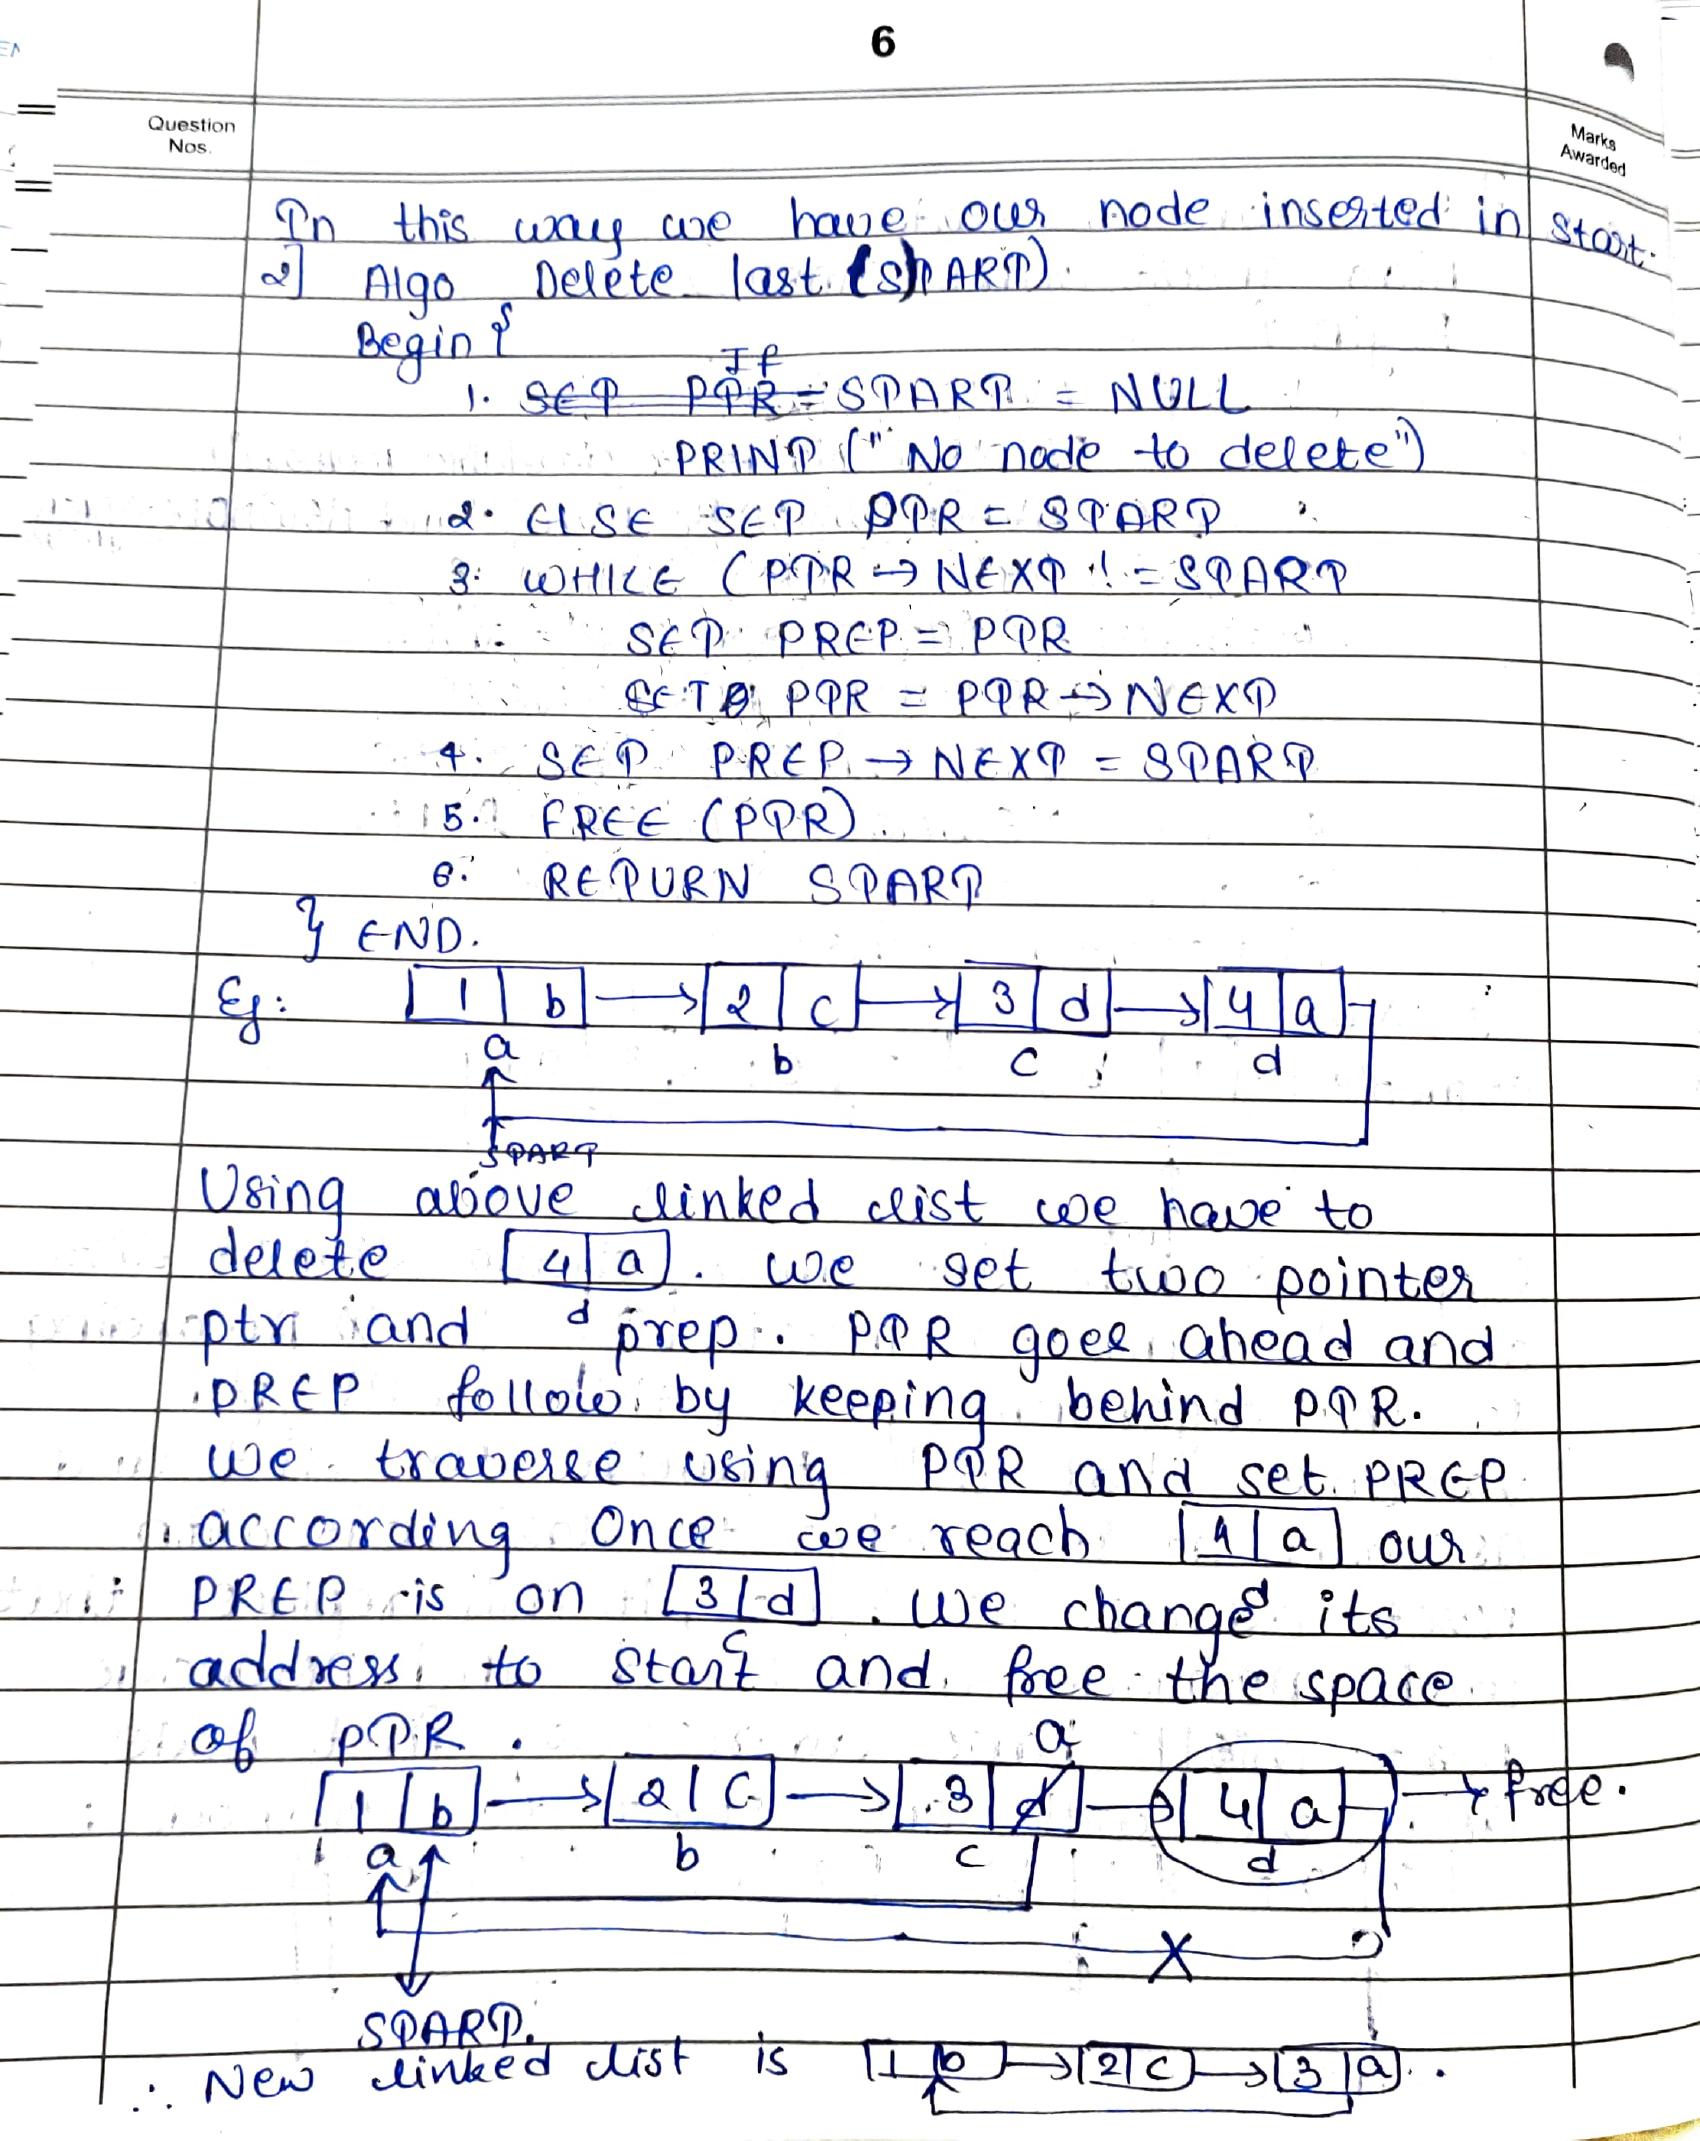 6
Question
Nos.
Marks
Awarded
In this way we have our node inserted in start.
2] Algo Delete last (START).
Begin {
If
1. SET PTR = START = NULL
PRINT ("No node to delete")
2. ELSE SET PTR = START
3. WHILE (PTR → NEXT != START
SET PREP = PTR
SET PTR = PTR → NEXT
4. SET PREP → NEXT = START
5. FREE (PTR)
6. RETURN START
} END.
Eg: 1 b → 2 c → 3 d → 4 a
a b c d
START
Using above linked list we have to
delete 4 a . we set two pointer
d
ptr and prep. PTR goes ahead and
PREP follow by keeping behind PTR.
we traverse using PTR and set PREP
according Once we reach 4 a our
d
PREP is on 3 d . We change its
c
address to start and free the space
of PTR.
a
1 b → 2 c → 3 d → 4 a → free.
a b c d
X
START.
∴ New linked list is 1 b → 2 c → 3 a .